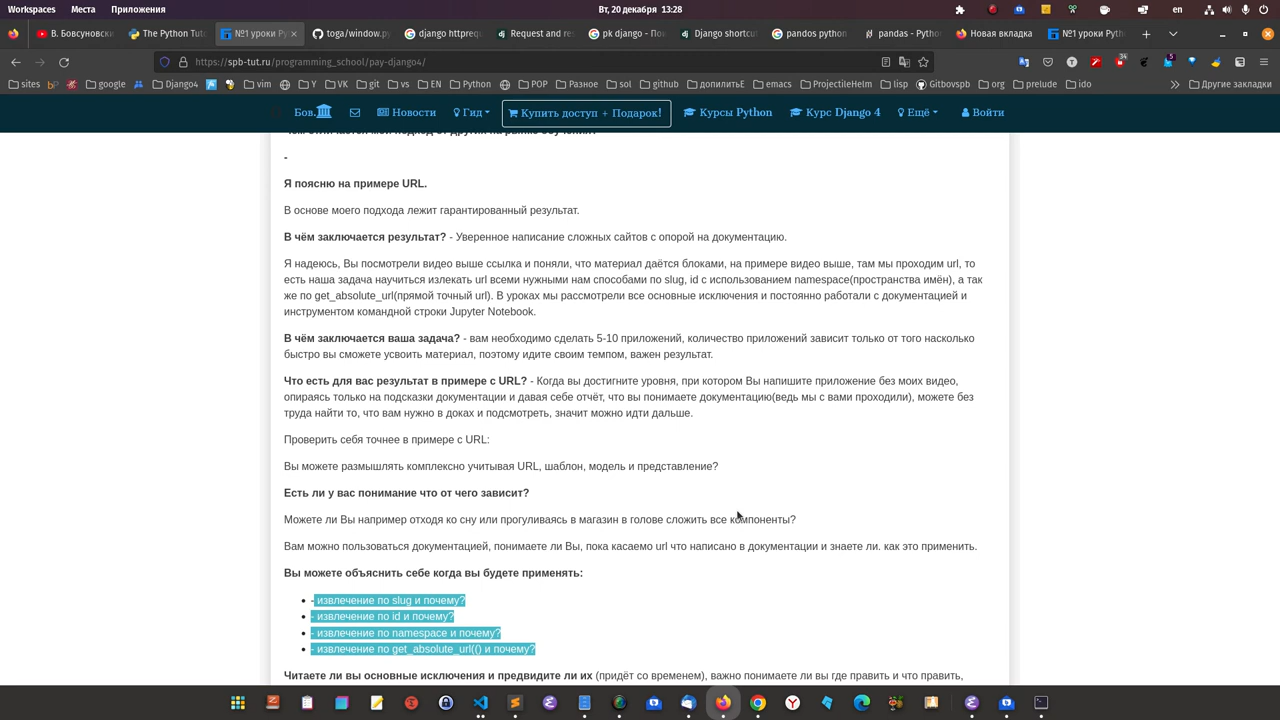 Workspaces Места Приложения Вт, 20 декабря 13:28 en
В. Бовсуновски The Python Tuto №1 уроки Py toga/window.py django httprequ Request and res pk django - Пои Django shortcut pandos python pandas - Python Новая вкладка №1 уроки Pyth
https://spb-tut.ru/programming_school/pay-django4/ 34 5
sites google D Y VK git vs EN D Python POP Разное sol github допилить emacs ProjectileHelm lisp Gitbovspb org prelude ido Другие закладки
Бов. Новости Гид Купить доступ + Подарок! Курсы Python Курс Django 4 Ещё Войти
-
Я поясню на примере URL.
В основе моего подхода лежит гарантированный результат.
В чём заключается результат? - Уверенное написание сложных сайтов с опорой на документацию.
Я надеюсь, Вы посмотрели видео выше ссылка и поняли, что материал даётся блоками, на примере видео выше, там мы проходим url, то
есть наша задача научиться излекать url всеми нужными нам способами по slug, id с использованием namespace(пространства имён), а так
же по get_absolute_url(прямой точный url). В уроках мы рассмотрели все основные исключения и постоянно работали с документацией и
инструментом командной строки Jupyter Notebook.
В чём заключается ваша задача? - вам необходимо сделать 5-10 приложений, количество приложений зависит только от того насколько
быстро вы сможете усвоить материал, поэтому идите своим темпом, важен результат.
Что есть для вас результат в примере с URL? - Когда вы достигните уровня, при котором Вы напишите приложение без моих видео,
опираясь только на подсказки документации и давая себе отчёт, что вы понимаете документацию(ведь мы с вами проходили), можете без
труда найти то, что вам нужно в доках и подсмотреть, значит можно идти дальше.
Проверить себя точнее в примере с URL:
Вы можете размышлять комплексно учитывая URL, шаблон, модель и представление?
Есть ли у вас понимание что от чего зависит?
Можете ли Вы например отходя ко сну или прогуливаясь в магазин в голове сложить все компоненты?
Вам можно пользоваться документацией, понимаете ли Вы, пока касаемо url что написано в документации и знаете ли. как это применить.
Вы можете объяснить себе когда вы будете применять:
- извлечение по slug и почему?
- извлечение по id и почему?
- извлечение по namespace и почему?
- извлечение по get_absolute_url(() и почему?
Читаете ли вы основные исключения и предвидите ли их (придёт со временем), важно понимаете ли вы где править и что править,